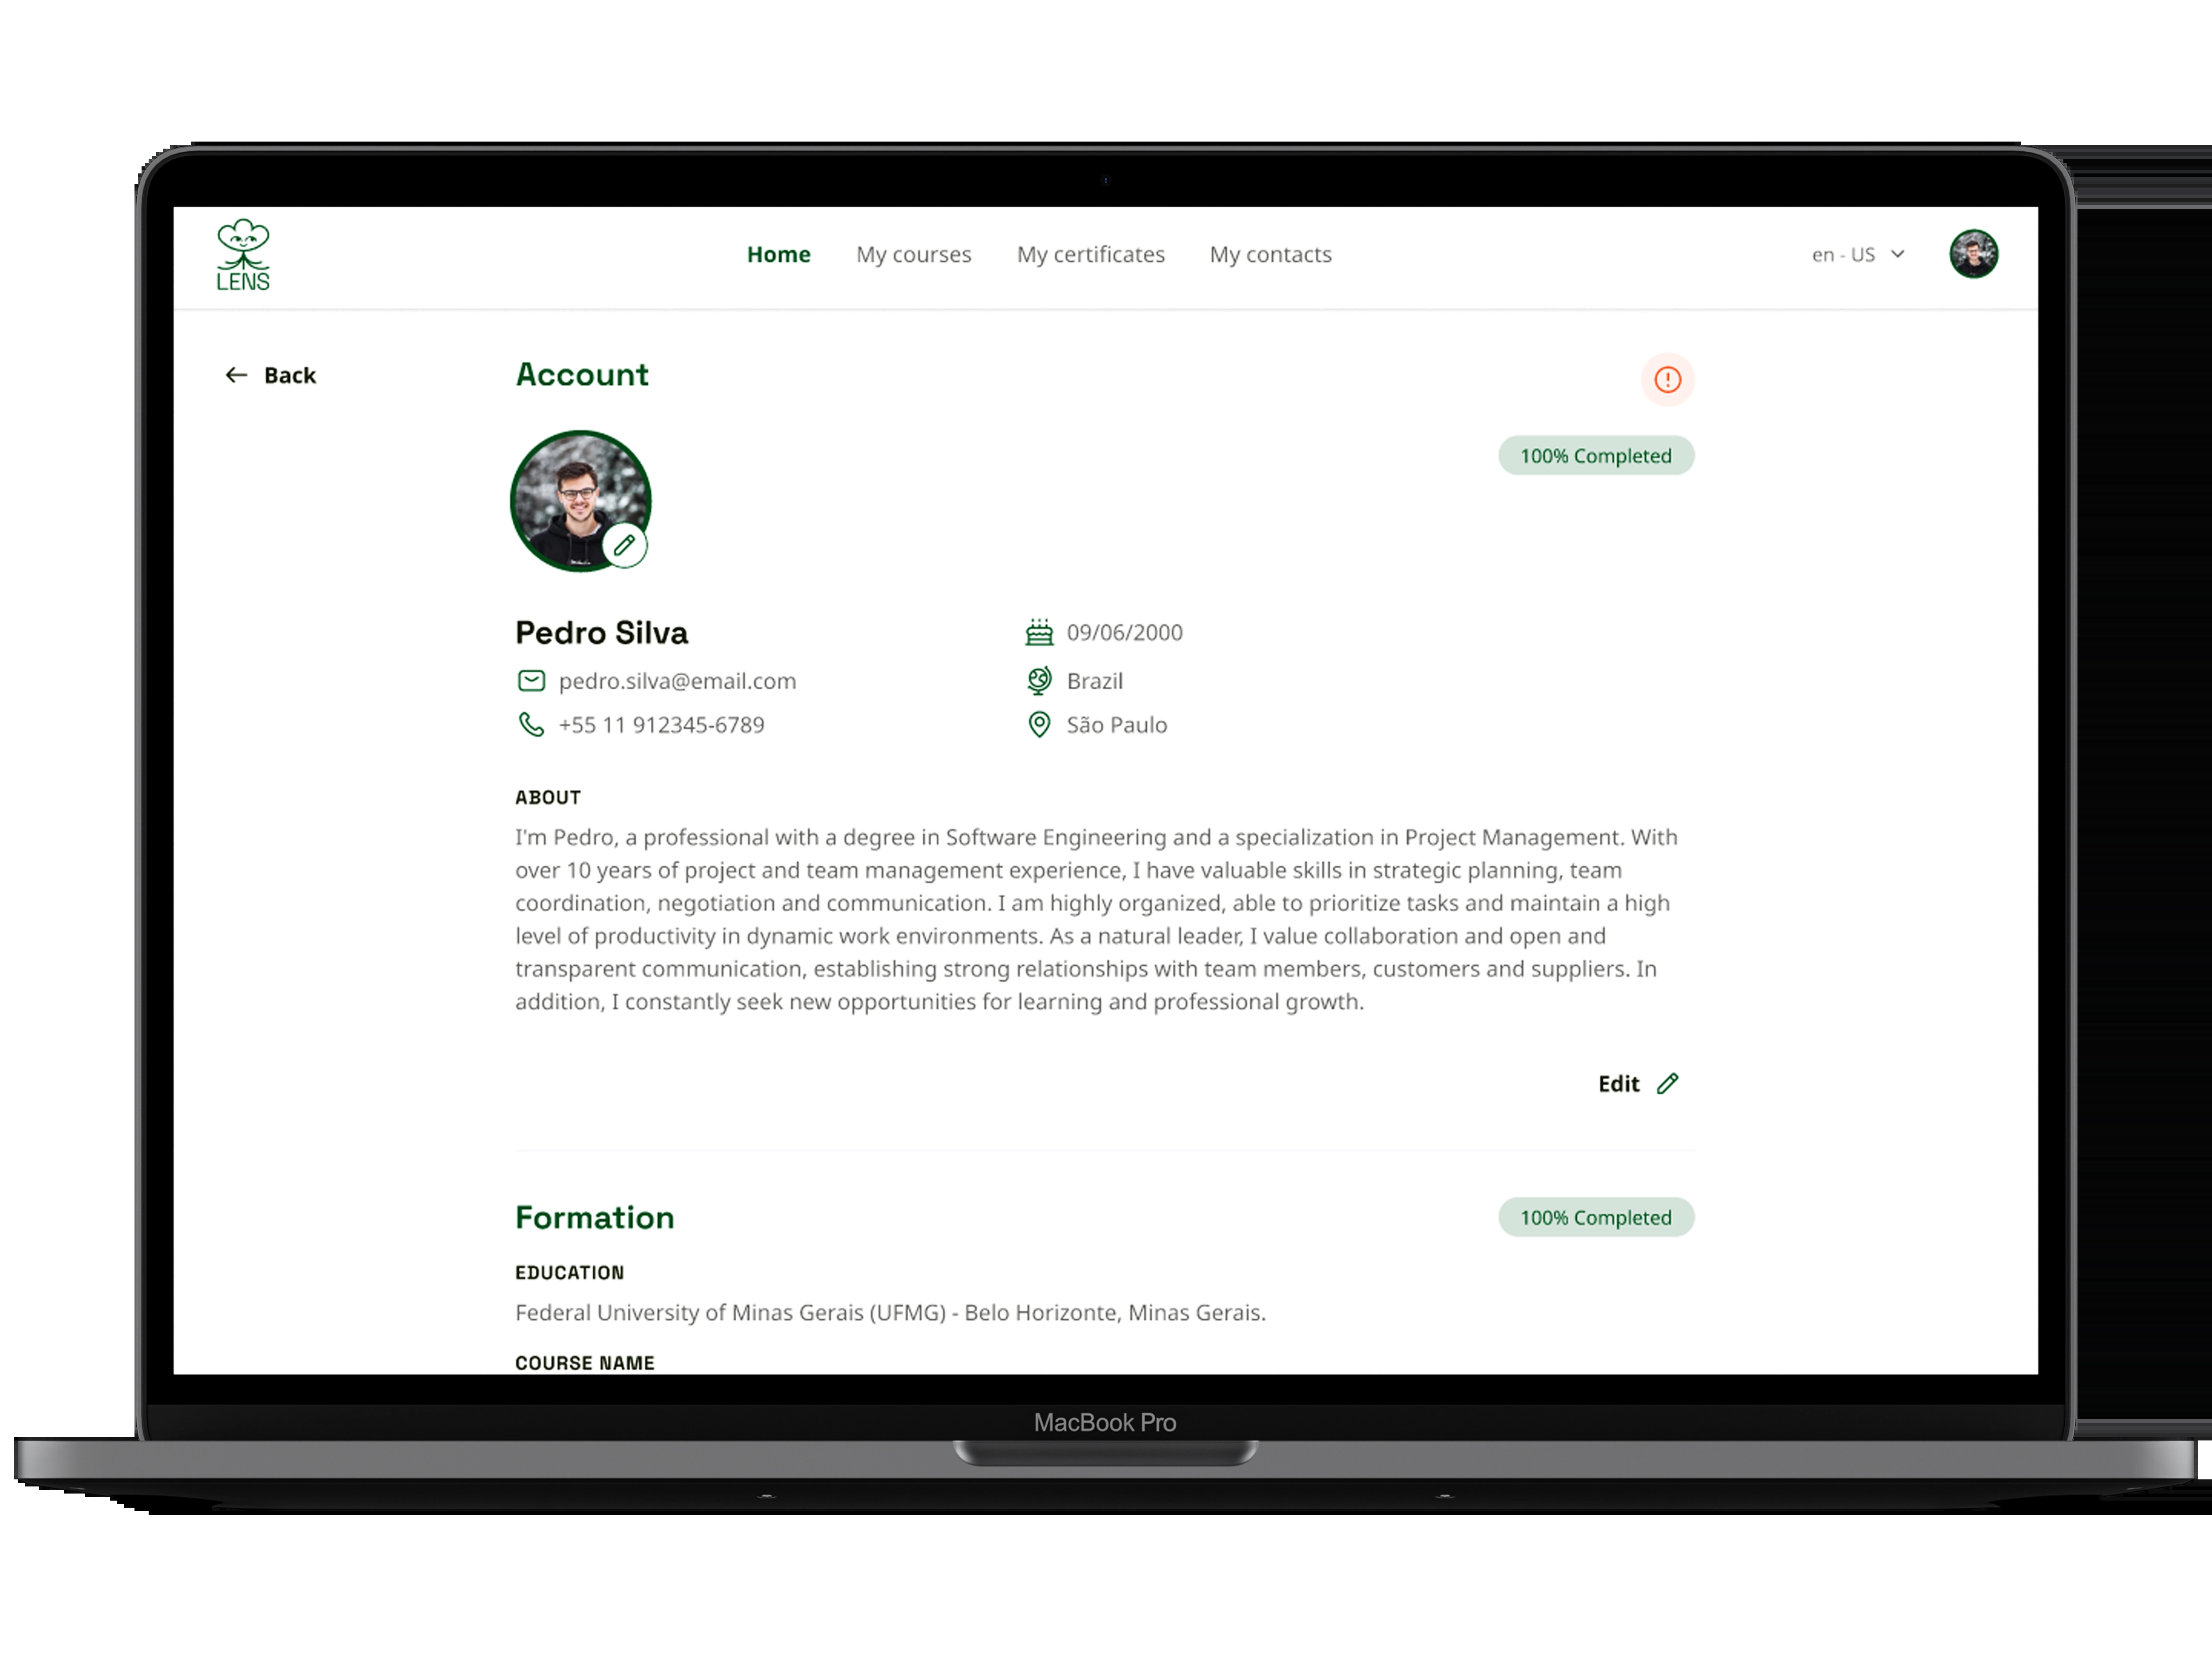 LENS
Home My courses My certificates My contacts en - US
Back
Account
100% Completed
Pedro Silva
09/06/2000
pedro.silva@email.com
Brazil
+55 11 912345-6789
São Paulo
ABOUT
I'm Pedro, a professional with a degree in Software Engineering and a specialization in Project Management. With
over 10 years of project and team management experience, I have valuable skills in strategic planning, team
coordination, negotiation and communication. I am highly organized, able to prioritize tasks and maintain a high
level of productivity in dynamic work environments. As a natural leader, I value collaboration and open and
transparent communication, establishing strong relationships with team members, customers and suppliers. In
addition, I constantly seek new opportunities for learning and professional growth.
Edit
Formation
100% Completed
EDUCATION
Federal University of Minas Gerais (UFMG) - Belo Horizonte, Minas Gerais.
COURSE NAME
MacBook Pro